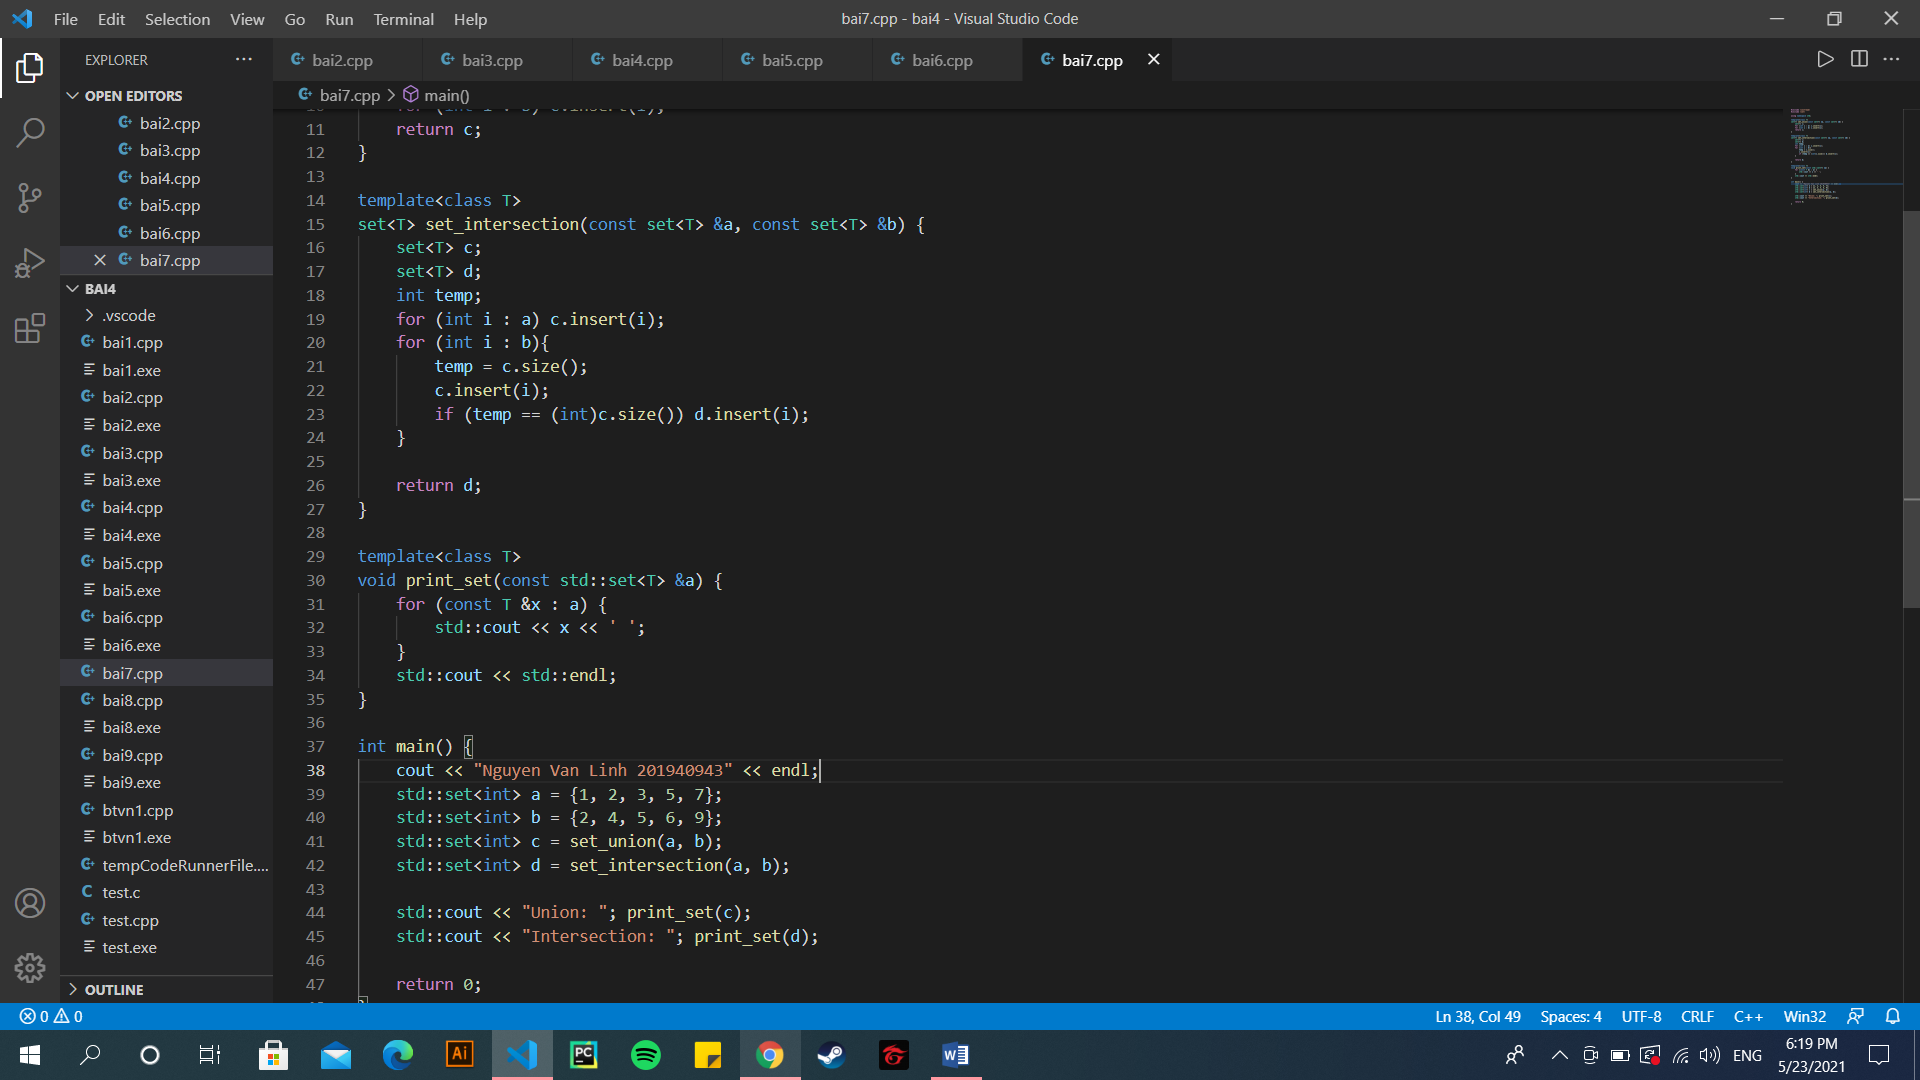 File Edit Selection View Go Run Terminal Help
bai7.cpp - bai4 - Visual Studio Code
EXPLORER
OPEN EDITORS
bai2.cpp
bai3.cpp
bai4.cpp
bai5.cpp
bai6.cpp
bai7.cpp
BAI4
.vscode
bai1.cpp
bai1.exe
bai2.cpp
bai2.exe
bai3.cpp
bai3.exe
bai4.cpp
bai4.exe
bai5.cpp
bai5.exe
bai6.cpp
bai6.exe
bai7.cpp
bai8.cpp
bai8.exe
bai9.cpp
bai9.exe
btvn1.cpp
btvn1.exe
tempCodeRunnerFile....
test.c
test.cpp
test.exe
OUTLINE
bai2.cpp bai3.cpp bai4.cpp bai5.cpp bai6.cpp bai7.cpp
bai7.cpp > main()
11 return c;
12 }
13
14 template<class T>
15 set<T> set_intersection(const set<T> &a, const set<T> &b) {
16 set<T> c;
17 set<T> d;
18 int temp;
19 for (int i : a) c.insert(i);
20 for (int i : b){
21 temp = c.size();
22 c.insert(i);
23 if (temp == (int)c.size()) d.insert(i);
24 }
25
26 return d;
27 }
28
29 template<class T>
30 void print_set(const std::set<T> &a) {
31 for (const T &x : a) {
32 std::cout << x << ' ';
33 }
34 std::cout << std::endl;
35 }
36
37 int main() {
38 cout << "Nguyen Van Linh 201940943" << endl;
39 std::set<int> a = {1, 2, 3, 5, 7};
40 std::set<int> b = {2, 4, 5, 6, 9};
41 std::set<int> c = set_union(a, b);
42 std::set<int> d = set_intersection(a, b);
43
44 std::cout << "Union: "; print_set(c);
45 std::cout << "Intersection: "; print_set(d);
46
47 return 0;
0 0
Ln 38, Col 49 Spaces: 4 UTF-8 CRLF C++ Win32
Ai
PC
W
ENG
6:19 PM
5/23/2021